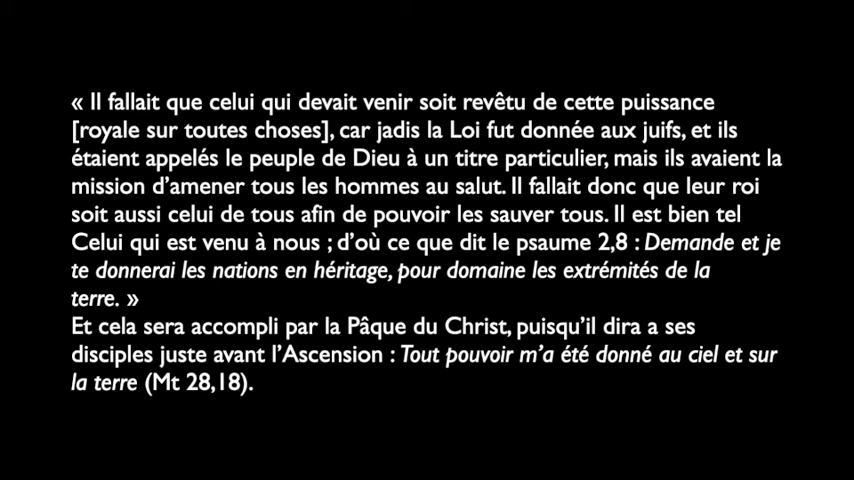 « Il fallait que celui qui devait venir soit revêtu de cette puissance
[royale sur toutes choses], car jadis la Loi fut donnée aux juifs, et ils
étaient appelés le peuple de Dieu à un titre particulier, mais ils avaient la
mission d’amener tous les hommes au salut. Il fallait donc que leur roi
soit aussi celui de tous afin de pouvoir les sauver tous. Il est bien tel
Celui qui est venu à nous ; d’où ce que dit le psaume 2,8 : Demande et je
te donnerai les nations en héritage, pour domaine les extrémités de la
terre. »
Et cela sera accompli par la Pâque du Christ, puisqu’il dira a ses
disciples juste avant l’Ascension : Tout pouvoir m’a été donné au ciel et sur
la terre (Mt 28,18).